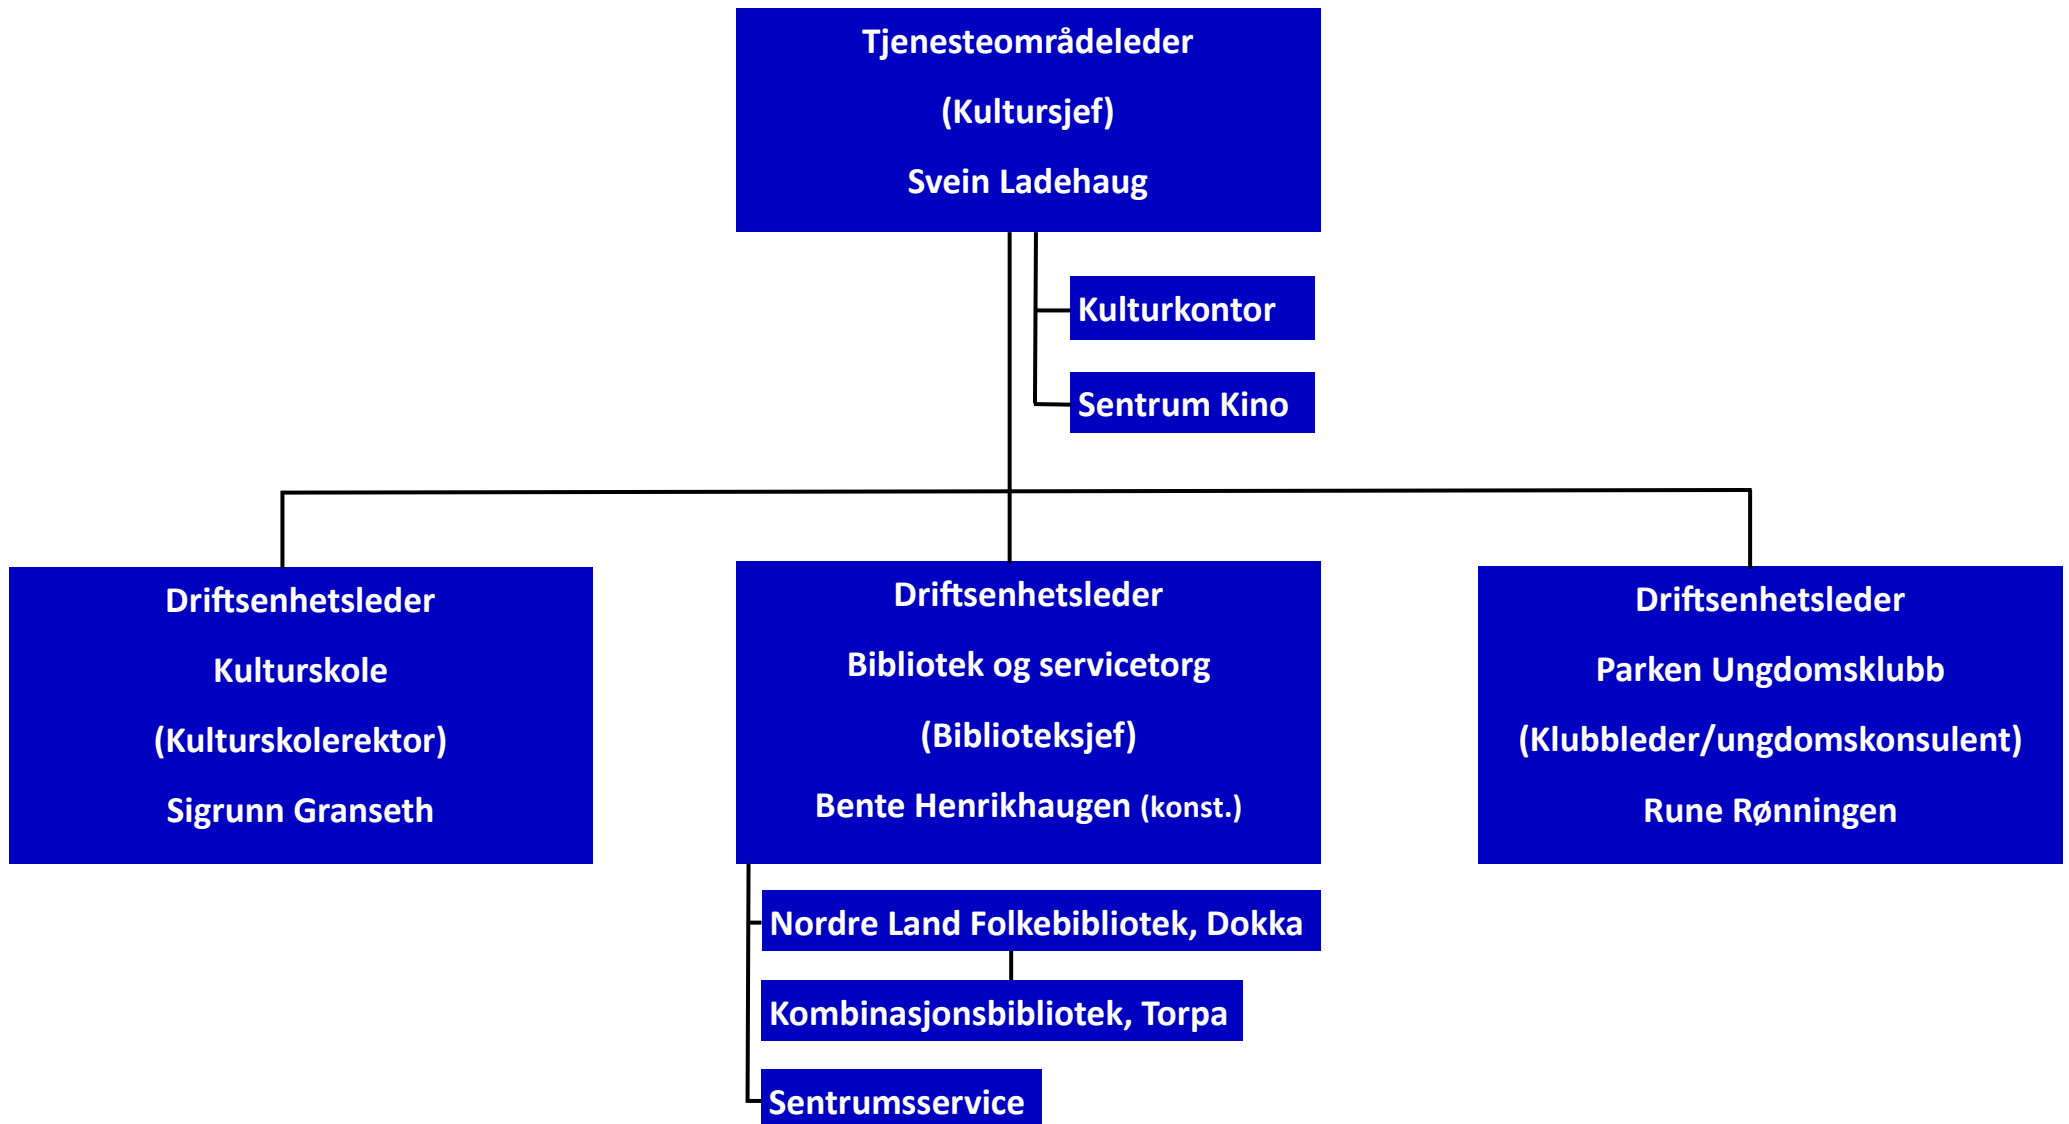 Tjenesteområdeleder
(Kultursjef)
Svein Ladehaug
Kulturkontor
Sentrum Kino
Driftsenhetsleder
Kulturskole
(Kulturskolerektor)
Sigrunn Granseth
Driftsenhetsleder
Bibliotek og servicetorg
(Biblioteksjef)
Bente Henrikhaugen (konst.)
Nordre Land Folkebibliotek, Dokka
Kombinasjonsbibliotek, Torpa
Sentrumsservice
Driftsenhetsleder
Parken Ungdomsklubb
(Klubbleder/ungdomskonsulent)
Rune Rønningen